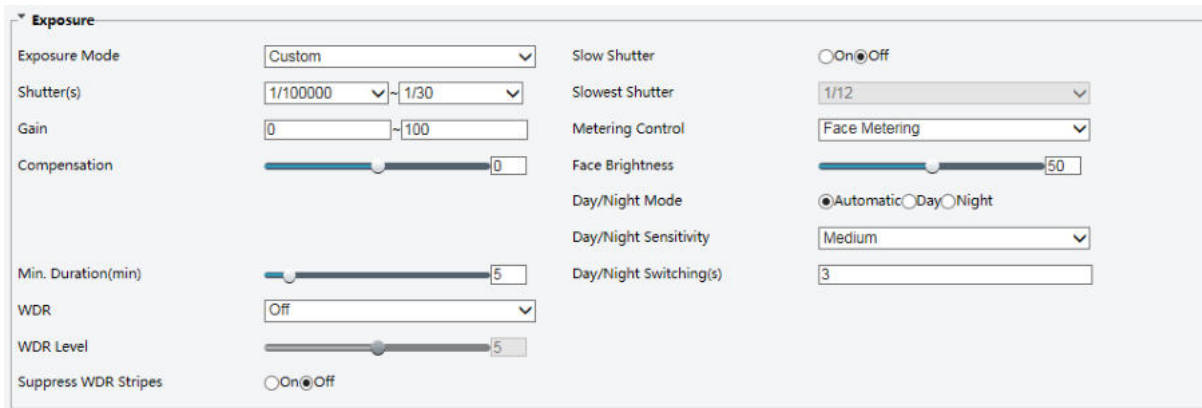 Exposure
Exposure Mode Custom Slow Shutter On Off
Shutter(s) 1/100000 ~ 1/30 Slowest Shutter 1/12
Gain 0 ~ 100 Metering Control Face Metering
Compensation 0 Face Brightness 50
Day/Night Mode Automatic Day Night
Day/Night Sensitivity Medium
Min. Duration(min) 5 Day/Night Switching(s) 3
WDR Off
WDR Level 5
Suppress WDR Stripes On Off